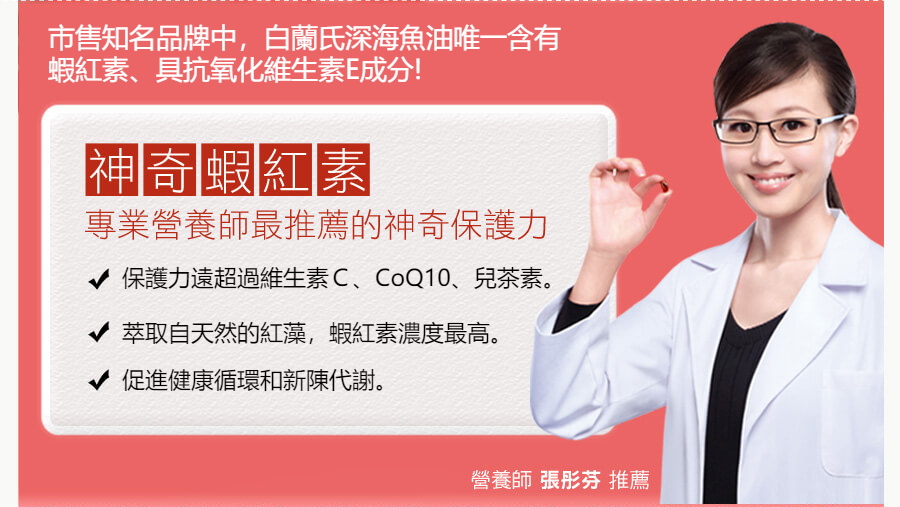 市售知名品牌中，白蘭氏深海魚油唯一含有
蝦紅素、具抗氧化維生素E成分!
神奇蝦紅素
專業營養師最推薦的神奇保護力
保護力遠超過維生素C、CoQ10、兒茶素。
萃取自天然的紅藻，蝦紅素濃度最高。
促進健康循環和新陳代謝。
營養師 張彤芬 推薦